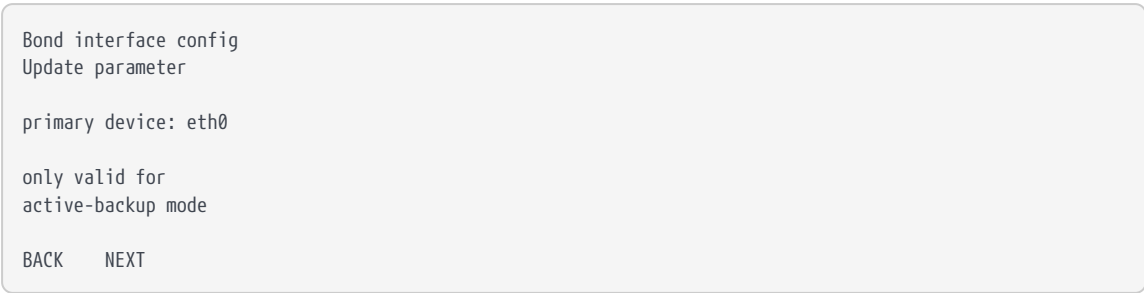 Bond interface config
Update parameter
primary device: eth0
only valid for
active-backup mode
BACK    NEXT